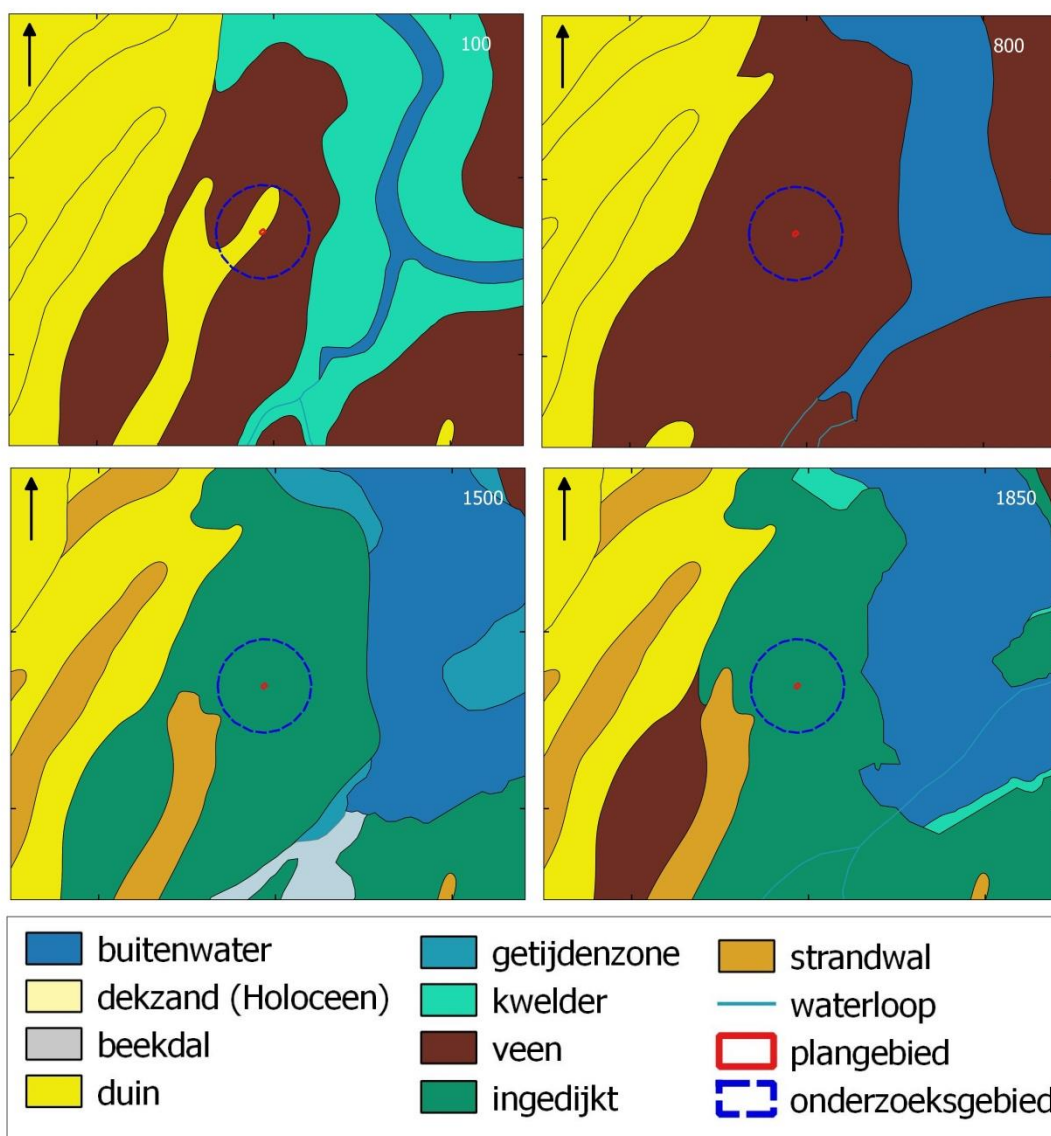 100
800
1500
1850
buitenwater
dekzand (Holoceen)
beekdal
duin
getijdenzone
kwelder
veen
ingedijkt
strandwal
waterloop
plangebied
onderzoeksgebied